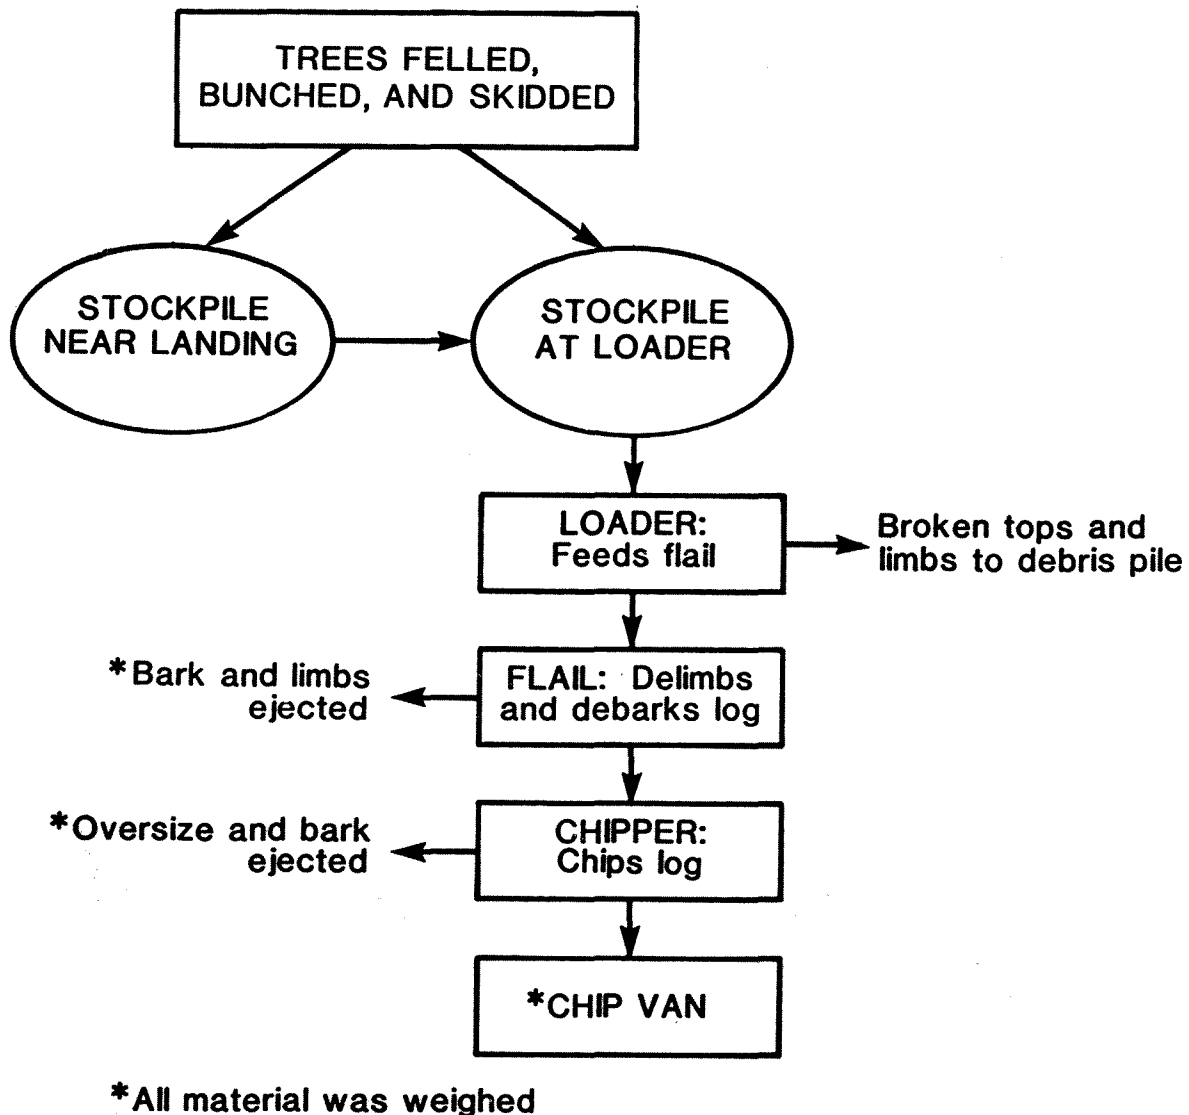 TREES FELLED,
BUNCHED, AND SKIDDED
STOCKPILE
NEAR LANDING
STOCKPILE
AT LOADER
LOADER:
Feeds flail
Broken tops and
limbs to debris pile
*Bark and limbs
ejected
FLAIL: Delimbs
and debarks log
*Oversize and bark
ejected
CHIPPER:
Chips log
*CHIP VAN
*All material was weighed